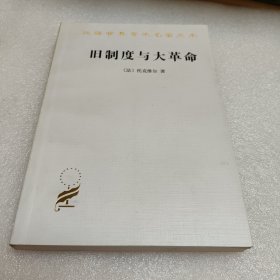 汉译世界学术名著丛书
旧制度与大革命
〔法〕托克维尔 著